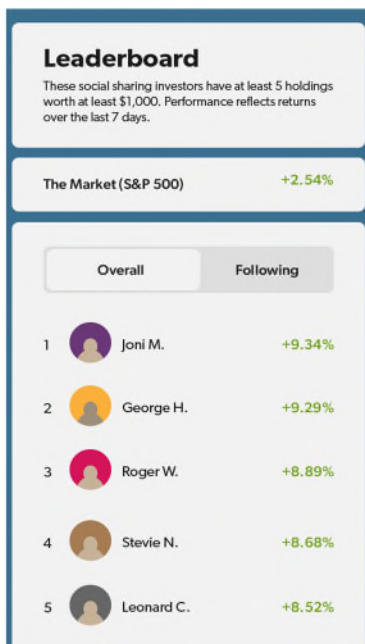 Leaderboard
These social sharing investors have at least 5 holdings
worth at least $1,000. Performance reflects returns
over the last 7 days.
The Market (S&P 500) +2.54%
Overall Following
1 Joni M. +9.34%
2 George H. +9.29%
3 Roger W. +8.89%
4 Stevie N. +8.68%
5 Leonard C. +8.52%